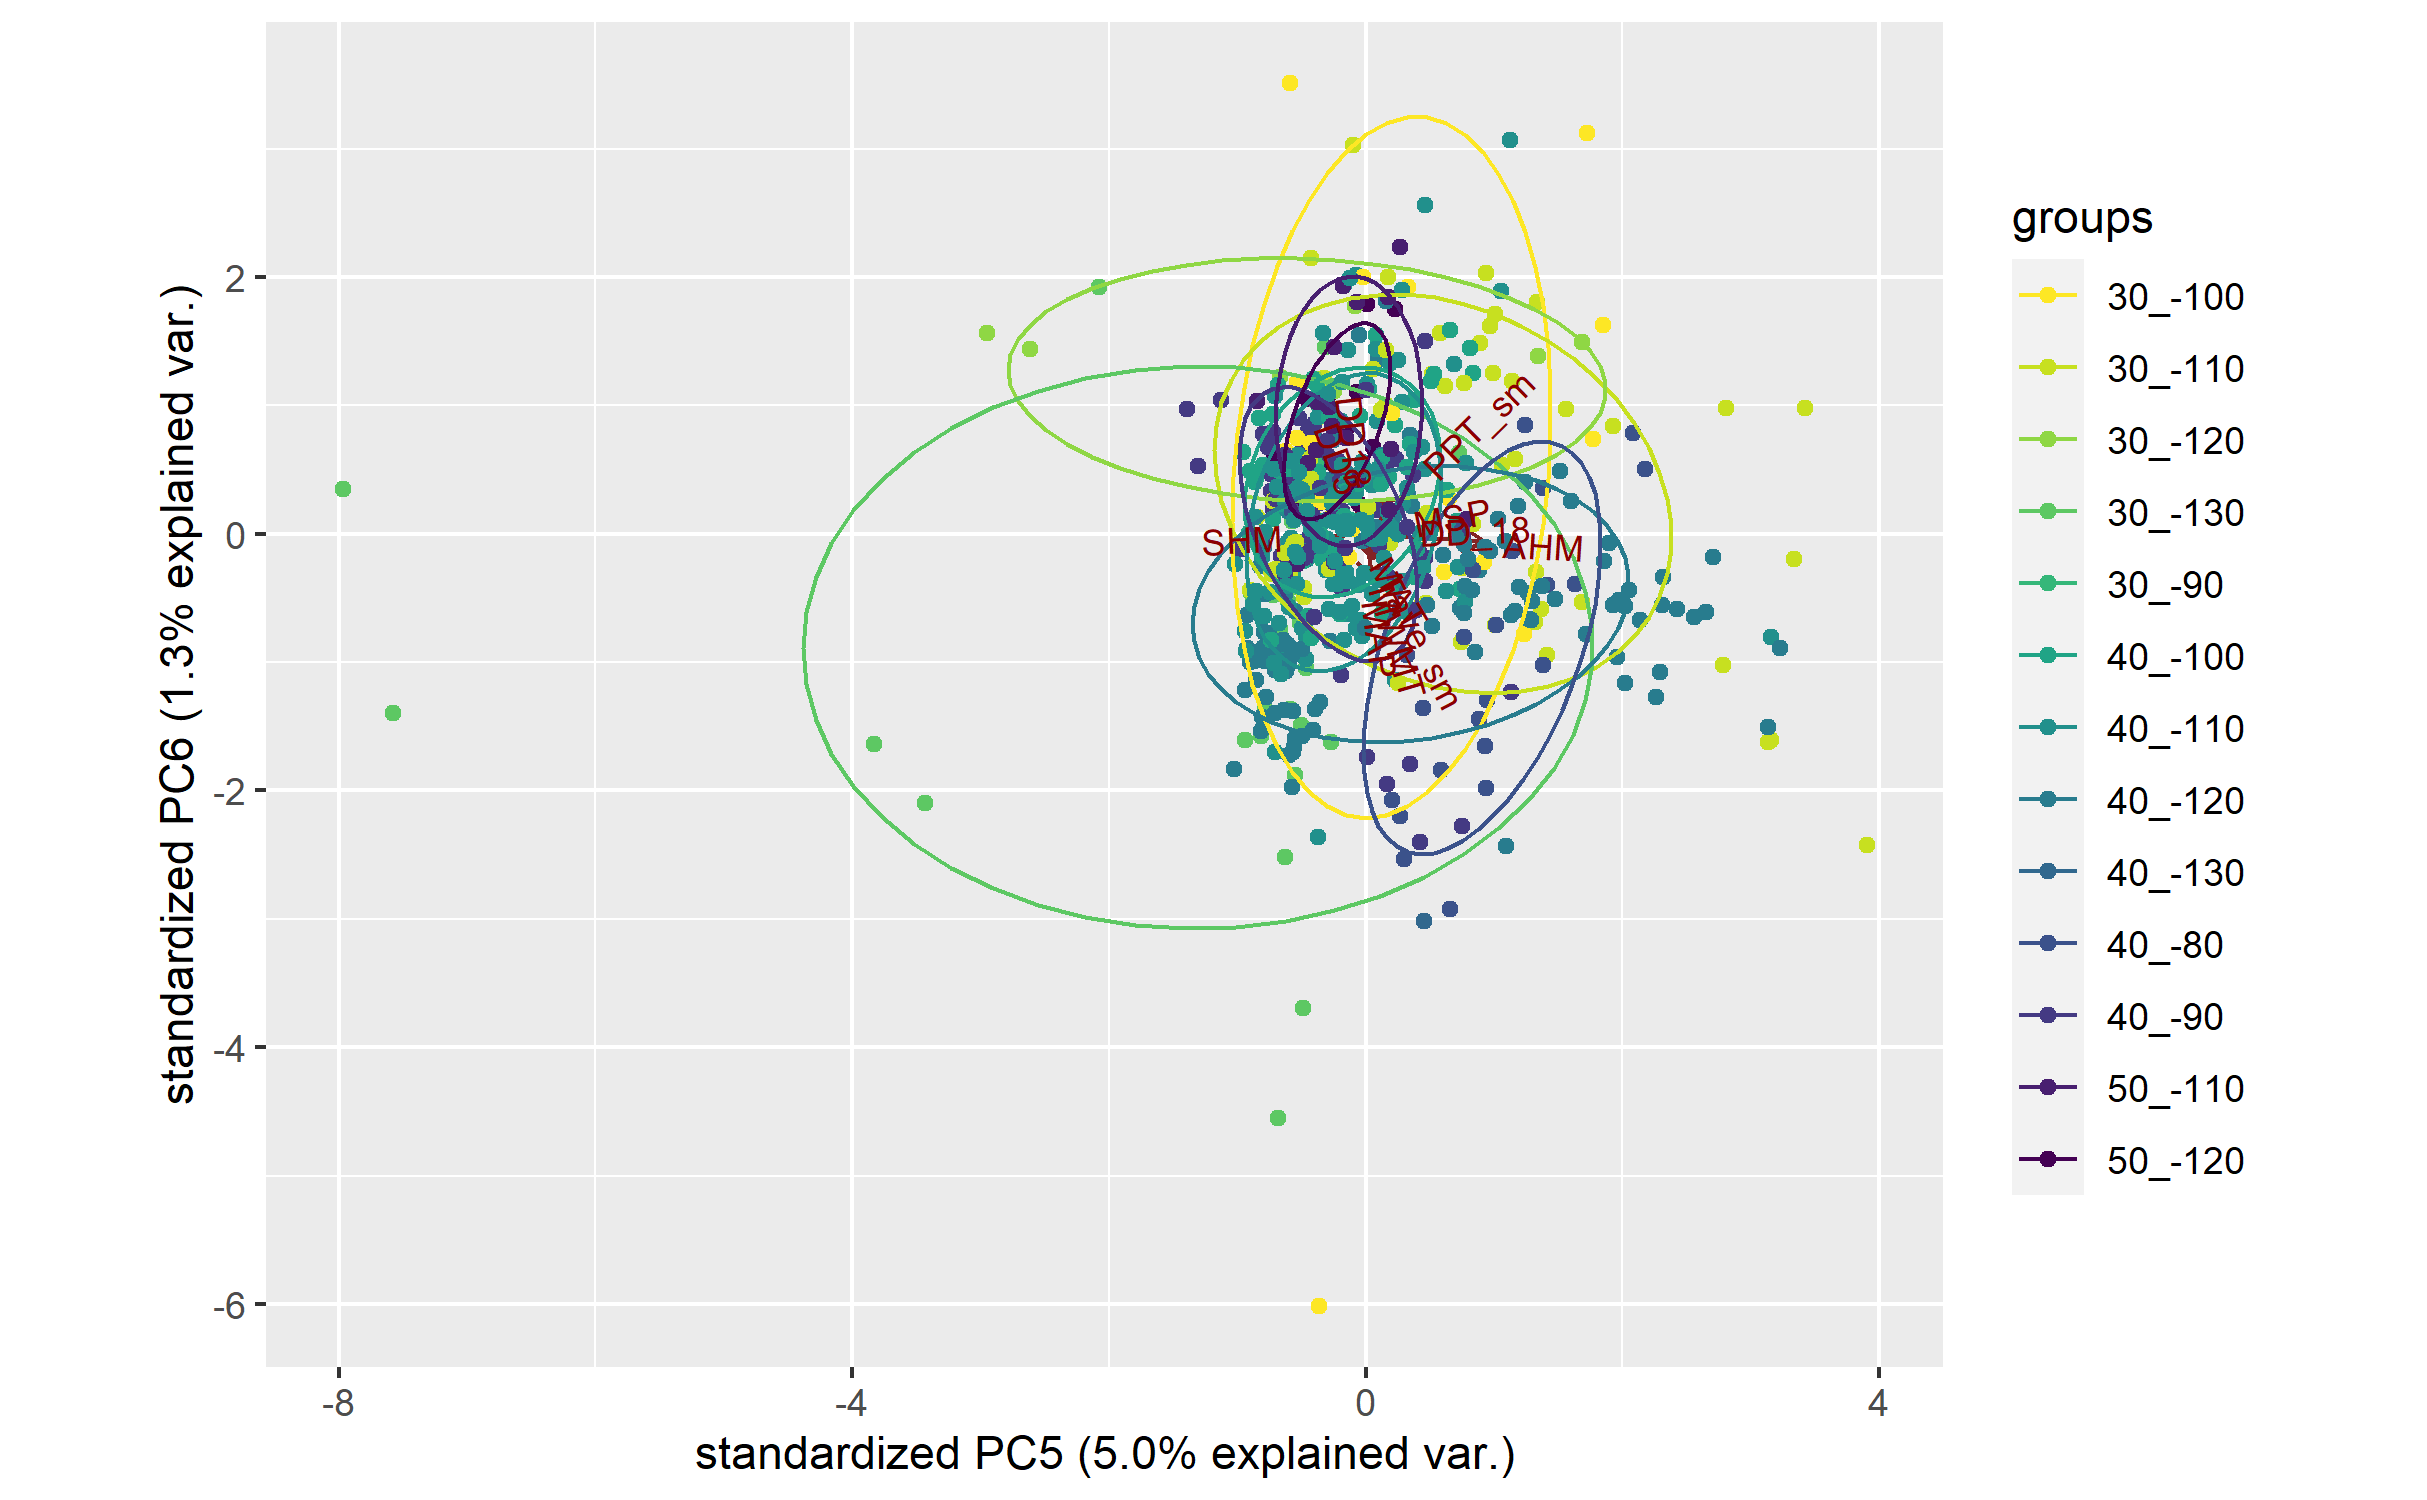 standardized PC6 (1.3% explained var.)
2
0
-2
-4
-6
-8
-4
0
4
standardized PC5 (5.0% explained var.)
PPT_sm
MSP
DD_18
AHM
SHM
groups
30_-100
30_-110
30_-120
30_-130
30_-90
40_-100
40_-110
40_-120
40_-130
40_-80
40_-90
50_-110
50_-120